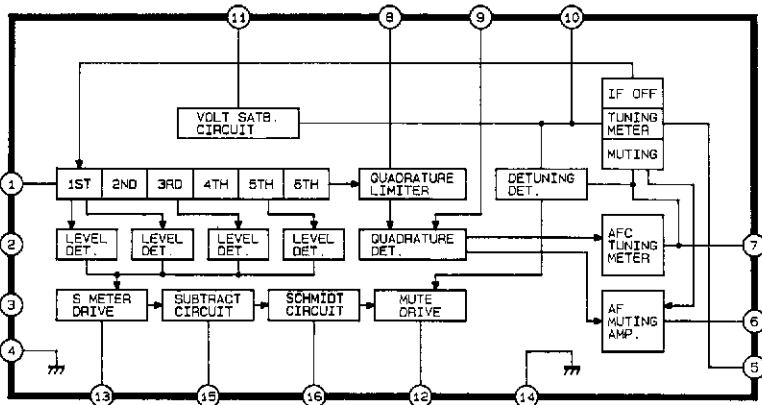 11
8
9
10
IF OFF
VOLT SATB.
CIRCUIT
TUNING
METER
MUTING
1
1ST 2ND 3RD 4TH 5TH 6TH
QUADRATURE
LIMITER
DETUNING
DET.
2
LEVEL
DET.
LEVEL
DET.
LEVEL
DET.
LEVEL
DET.
QUADRATURE
DET.
AFC
TUNING
METER
7
3
S METER
DRIVE
SUBTRACT
CIRCUIT
SCHMIDT
CIRCUIT
MUTE
DRIVE
AF
MUTING
AMP.
6
4
5
13
15
16
12
14